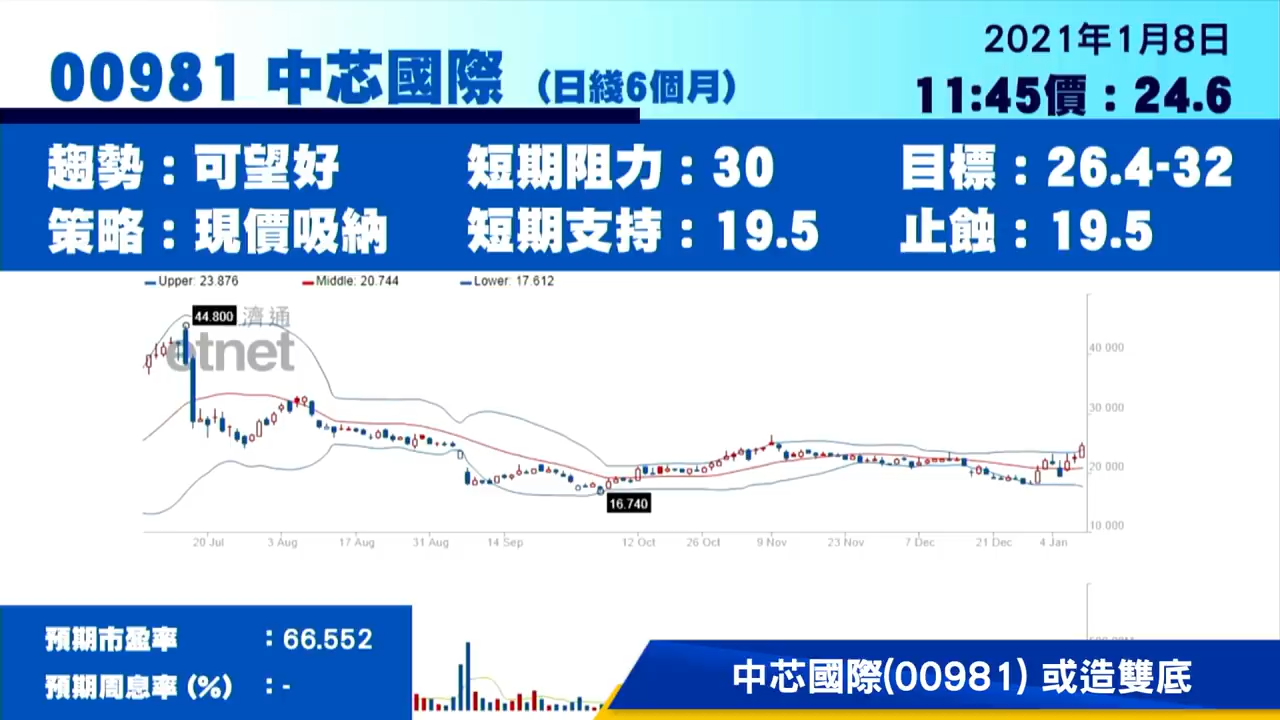 00981 中芯國際 (日綫6個月)
2021年1月8日
11:45價：24.6
趨勢：可望好
短期阻力：30
目標：26.4-32
策略：現價吸納
短期支持：19.5
止蝕：19.5
Upper: 23.876
Middle: 20.744
Lower: 17.612
44.800
濟通
etnet
40 000
30 000
20 000
10 000
16.740
20 Jul
3 Aug
17 Aug
31 Aug
14 Sep
12 Oct
26 Oct
9 Nov
23 Nov
7 Dec
21 Dec
4 Jan
預期市盈率：66.552
預期周息率 (%)：-
中芯國際(00981) 或造雙底